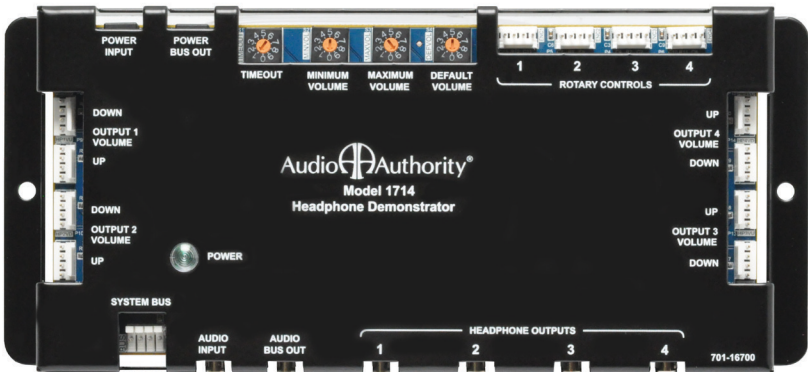 POWER INPUT
POWER BUS OUT
TIMEOUT
MINIMUM VOLUME
MAXIMUM VOLUME
DEFAULT VOLUME
1 2 3 4
ROTARY CONTROLS
DOWN
OUTPUT 1 VOLUME
UP
DOWN
OUTPUT 2 VOLUME
UP
UP
OUTPUT 4 VOLUME
DOWN
UP
OUTPUT 3 VOLUME
DOWN
Audio Authority®
Model 1714
Headphone Demonstrator
POWER
SYSTEM BUS
AUDIO INPUT
AUDIO BUS OUT
HEADPHONE OUTPUTS
1 2 3 4
701-16700